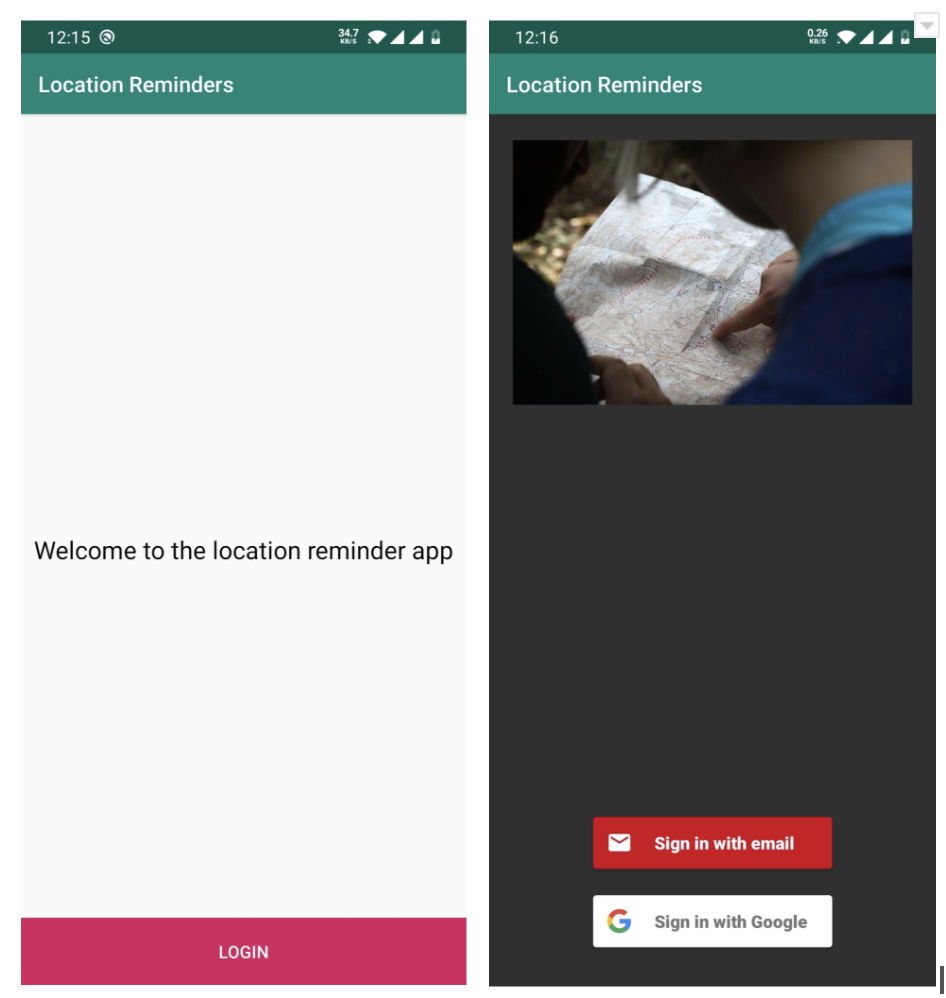 12:15
34.7
KB/S
Location Reminders
Welcome to the location reminder app
LOGIN
12:16
0.26
KB/S
Location Reminders
Sign in with email
Sign in with Google